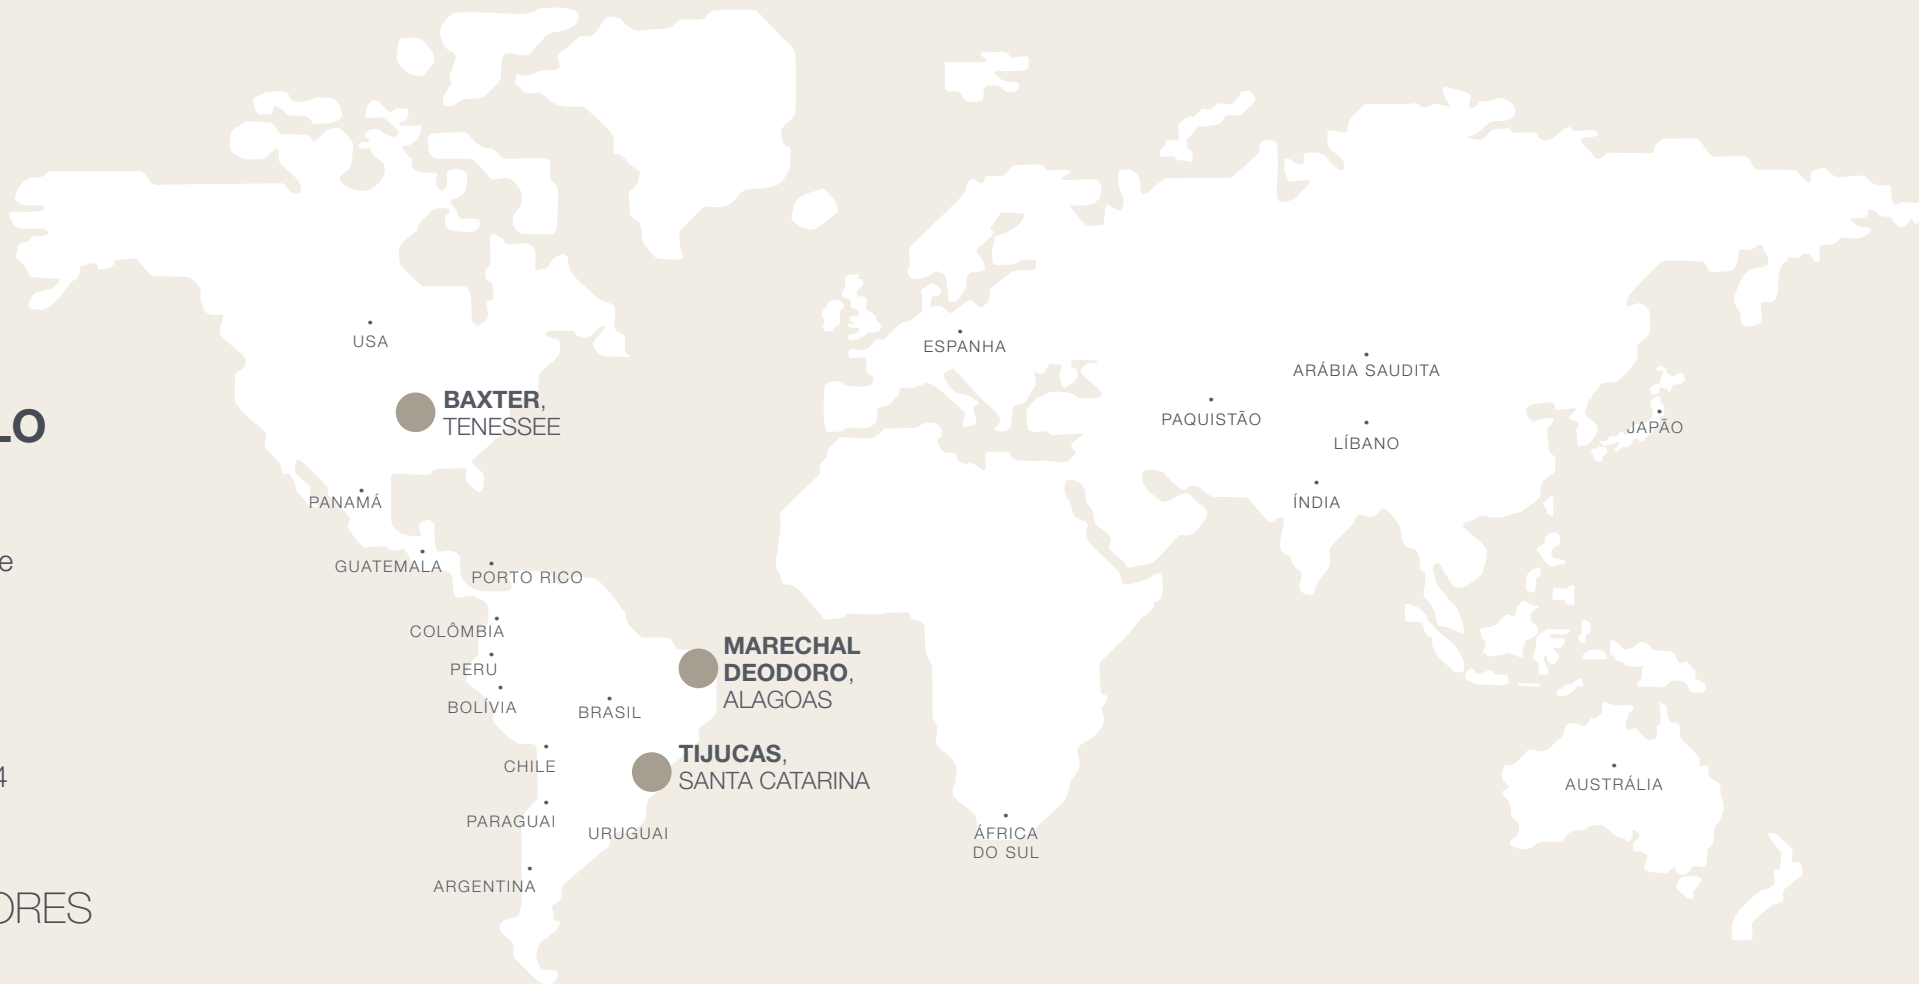 LO
e
4
ORES
USA
BAXTER,
TENESSEE
PANAMÁ
GUATEMALA
PORTO RICO
COLÔMBIA
PERU
BOLÍVIA
BRASIL
MARECHAL
DEODORO,
ALAGOAS
TIJUCAS,
SANTA CATARINA
CHILE
PARAGUAI
URUGUAI
ARGENTINA
ESPANHA
ÁFRICA
DO SUL
ARÁBIA SAUDITA
PAQUISTÃO
LÍBANO
ÍNDIA
JAPÃO
AUSTRÁLIA